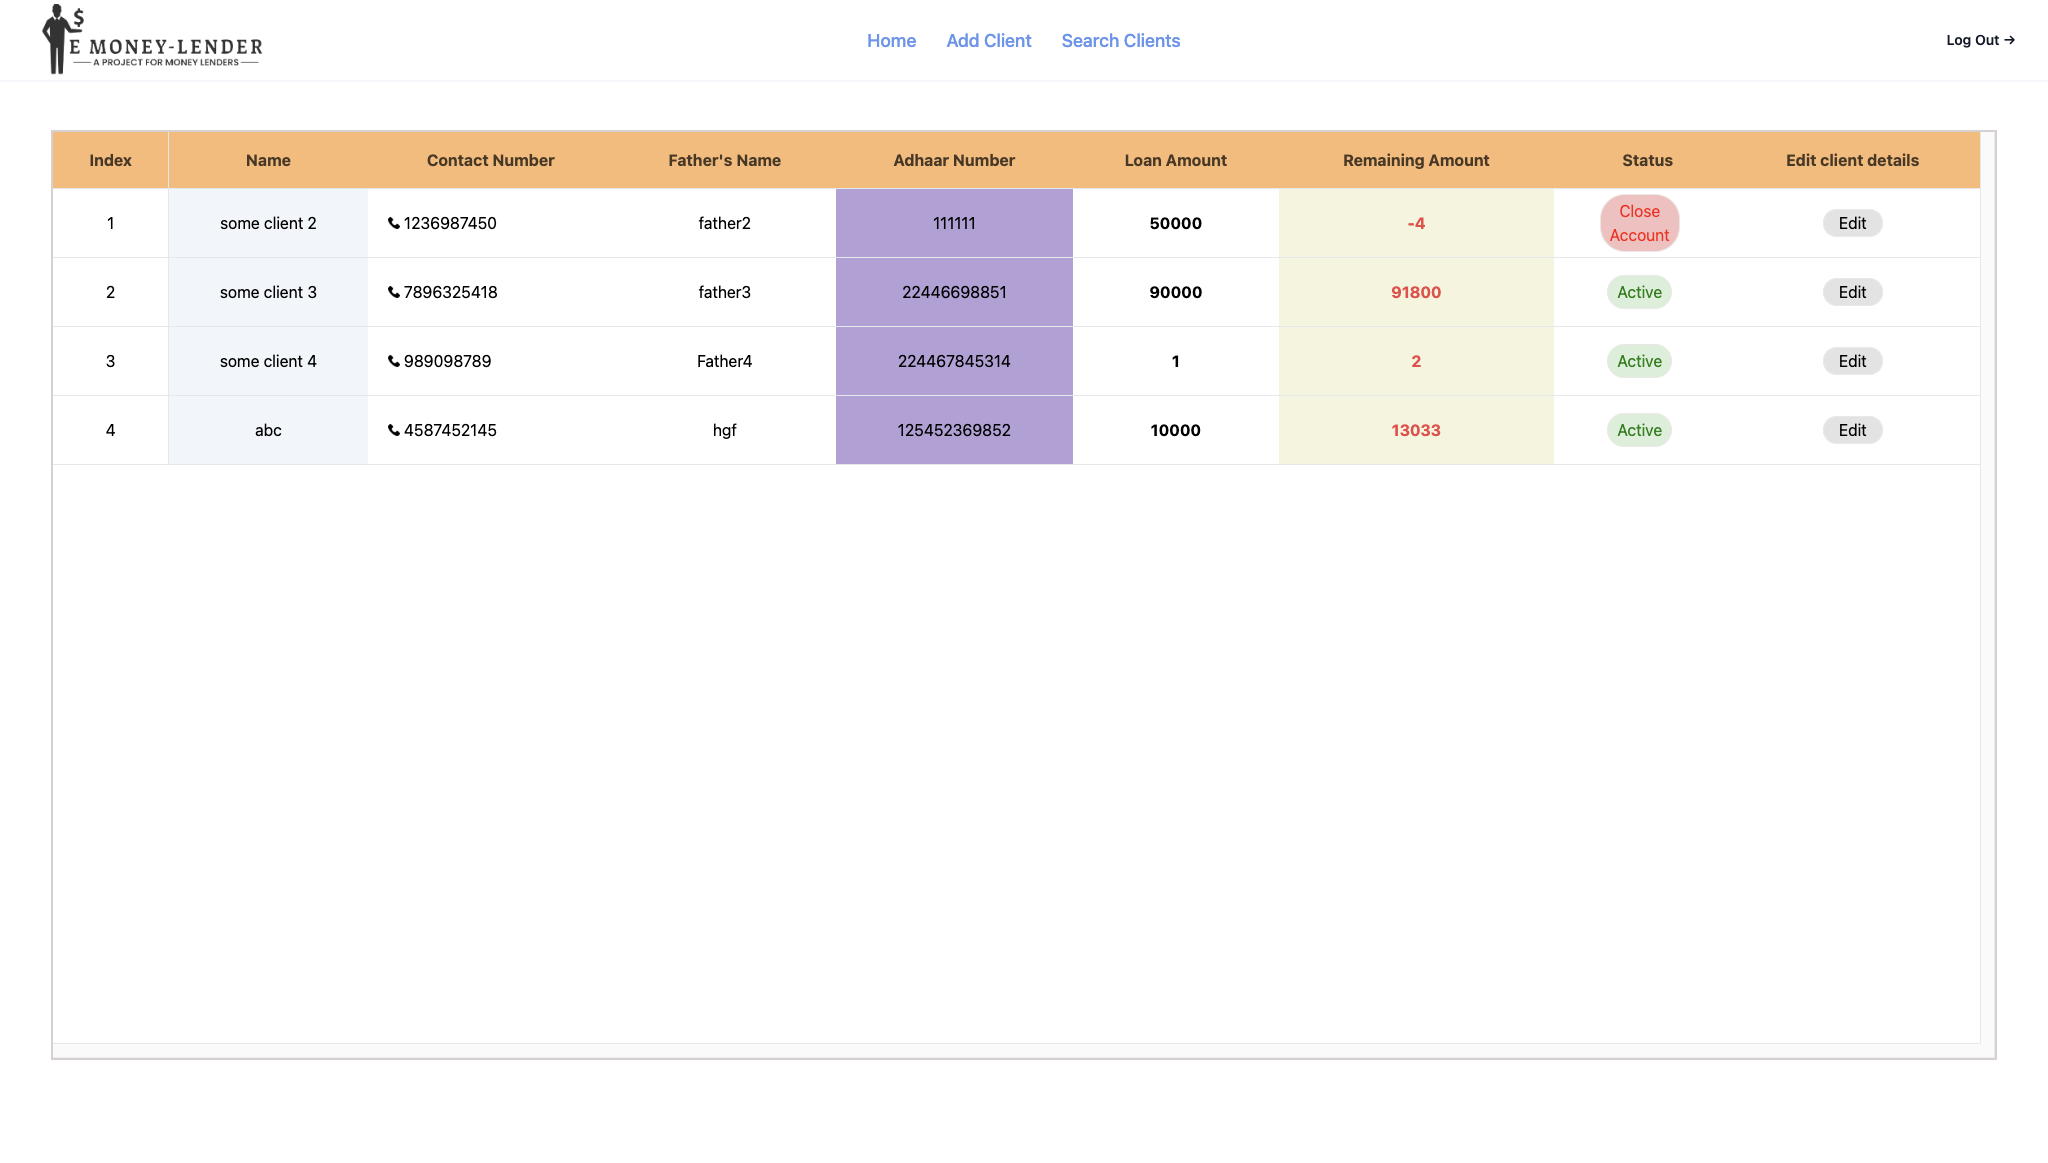 $
E MONEY-LENDER
A PROJECT FOR MONEY LENDERS
Home Add Client Search Clients
Log Out →
Index Name Contact Number Father's Name Adhaar Number Loan Amount Remaining Amount Status Edit client details
1 some client 2 1236987450 father2 111111 50000 -4 Close Account Edit
2 some client 3 7896325418 father3 22446698851 90000 91800 Active Edit
3 some client 4 989098789 Father4 224467845314 1 2 Active Edit
4 abc 4587452145 hgf 125452369852 10000 13033 Active Edit